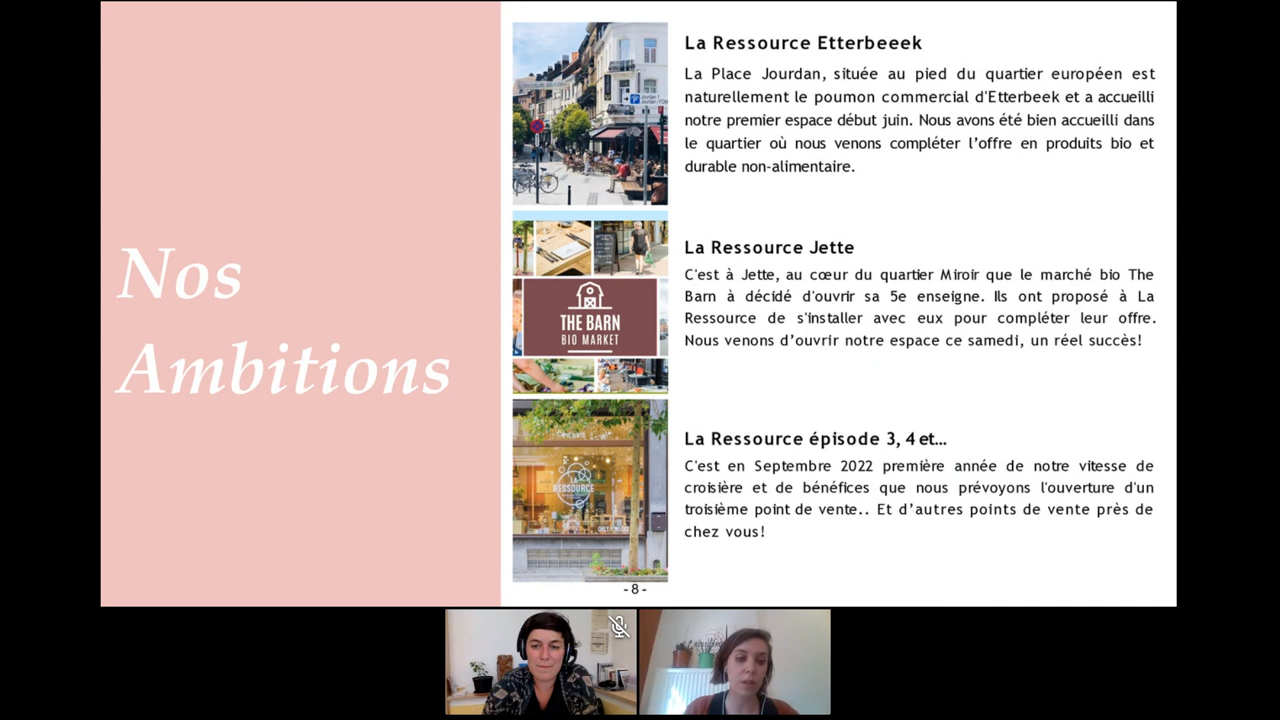 Nos
Ambitions
La Ressource Etterbeeek
La Place Jourdan, située au pied du quartier européen est
naturellement le poumon commercial d'Etterbeek et a accueilli
notre premier espace début juin. Nous avons été bien accueilli dans
le quartier où nous venons compléter l’offre en produits bio et
durable non-alimentaire.
THE BARN
BIO MARKET
La Ressource Jette
C'est à Jette, au cœur du quartier Miroir que le marché bio The
Barn à décidé d'ouvrir sa 5e enseigne. Ils ont proposé à La
Ressource de s'installer avec eux pour compléter leur offre.
Nous venons d’ouvrir notre espace ce samedi, un réel succès!
LA
RESSOURCE
La Ressource épisode 3, 4 et…
C'est en Septembre 2022 première année de notre vitesse de
croisière et de bénéfices que nous prévoyons l'ouverture d'un
troisième point de vente.. Et d’autres points de vente près de
chez vous!
- 8 -